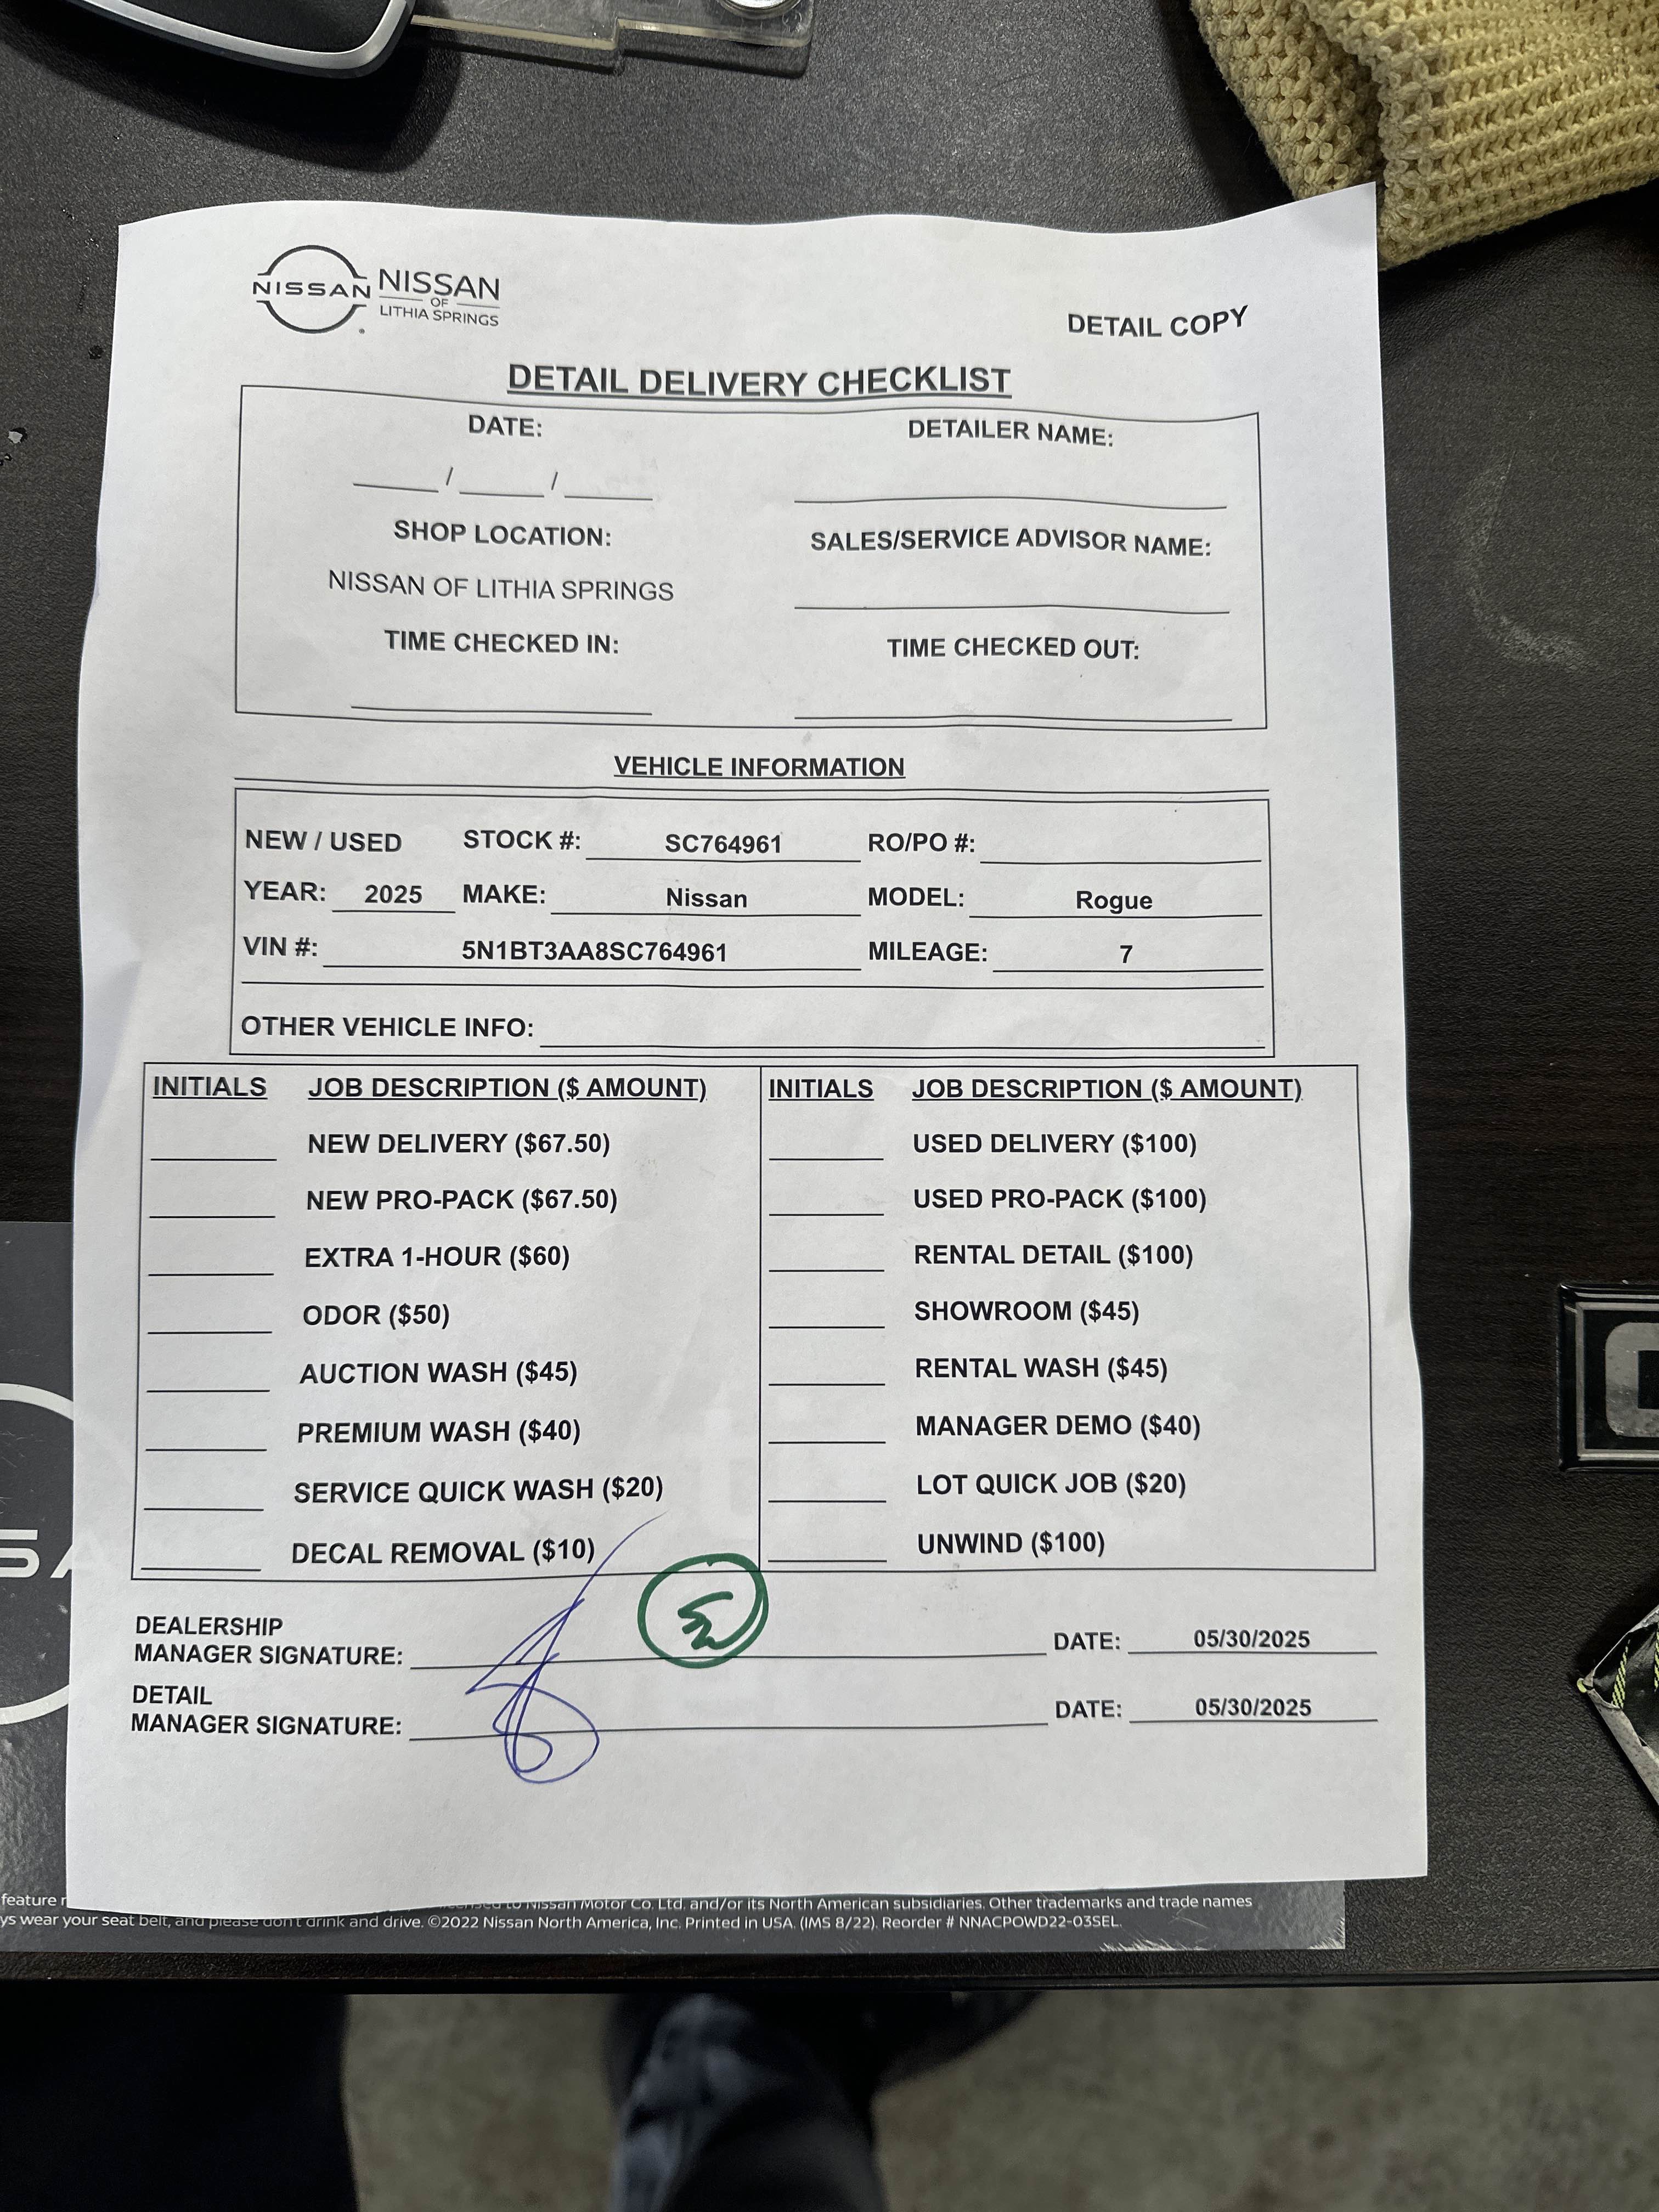 NISSAN
NISSAN
OF
LITHIA SPRINGS
DETAIL COPY
DETAIL DELIVERY CHECKLIST
DATE: DETAILER NAME:
____ / ____ / ____
SHOP LOCATION: SALES/SERVICE ADVISOR NAME:
NISSAN OF LITHIA SPRINGS
TIME CHECKED IN: TIME CHECKED OUT:
VEHICLE INFORMATION
NEW / USED STOCK #: SC764961 RO/PO #:
YEAR: 2025 MAKE: Nissan MODEL: Rogue
VIN #: 5N1BT3AA8SC764961 MILEAGE: 7
OTHER VEHICLE INFO:
INITIALS JOB DESCRIPTION ($ AMOUNT) INITIALS JOB DESCRIPTION ($ AMOUNT)
NEW DELIVERY ($67.50) USED DELIVERY ($100)
NEW PRO-PACK ($67.50) USED PRO-PACK ($100)
EXTRA 1-HOUR ($60) RENTAL DETAIL ($100)
ODOR ($50) SHOWROOM ($45)
AUCTION WASH ($45) RENTAL WASH ($45)
PREMIUM WASH ($40) MANAGER DEMO ($40)
SERVICE QUICK WASH ($20) LOT QUICK JOB ($20)
DECAL REMOVAL ($10) UNWIND ($100)
DEALERSHIP
MANAGER SIGNATURE: DATE: 05/30/2025
DETAIL
MANAGER SIGNATURE: DATE: 05/30/2025
feature to Nissan Motor Co. Ltd. and/or its North American subsidiaries. Other trademarks and trade names
ys wear your seat belt, and please don't drink and drive. ©2022 Nissan North America, Inc. Printed in USA. (IMS 8/22). Reorder # NNACPOWD22-03SEL.